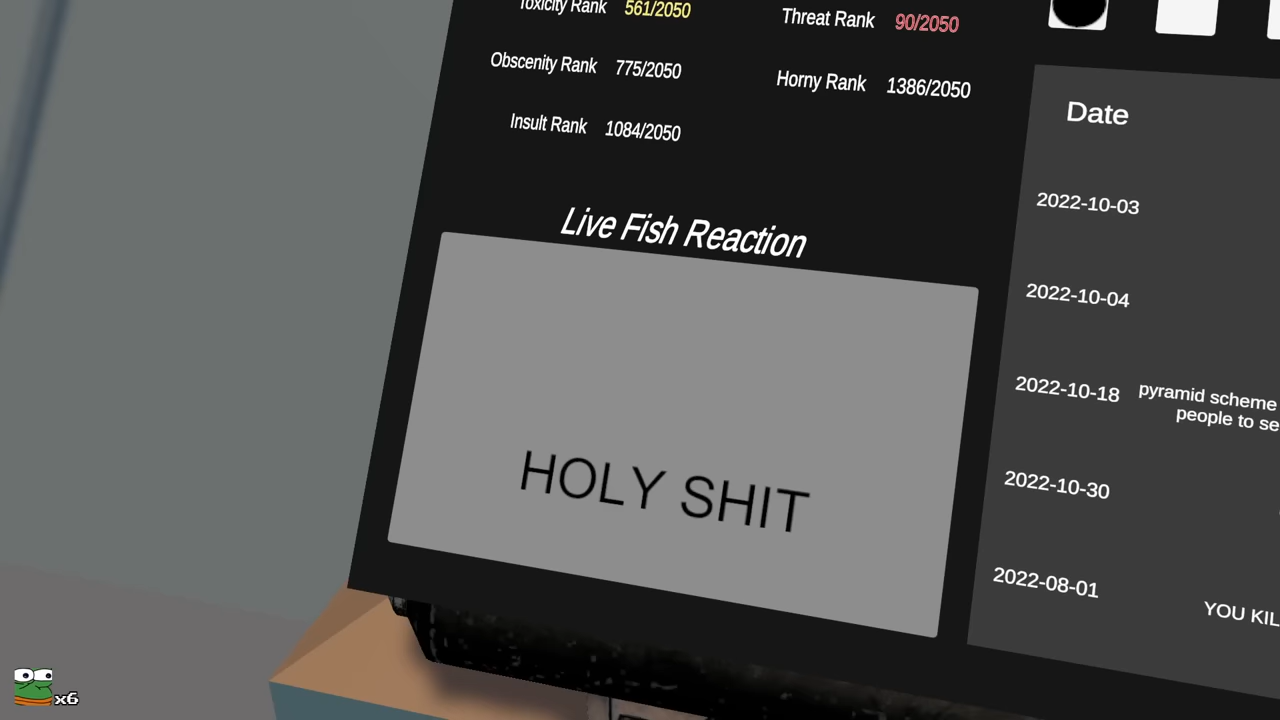 Toxicity Rank 561/2050
Threat Rank 90/2050
Obscenity Rank 775/2050
Horny Rank 1386/2050
Insult Rank 1084/2050
Live Fish Reaction
HOLY SHIT
Date
2022-10-03
2022-10-04
2022-10-18 pyramid scheme
people to se
2022-10-30
2022-08-01 YOU KIL
x6